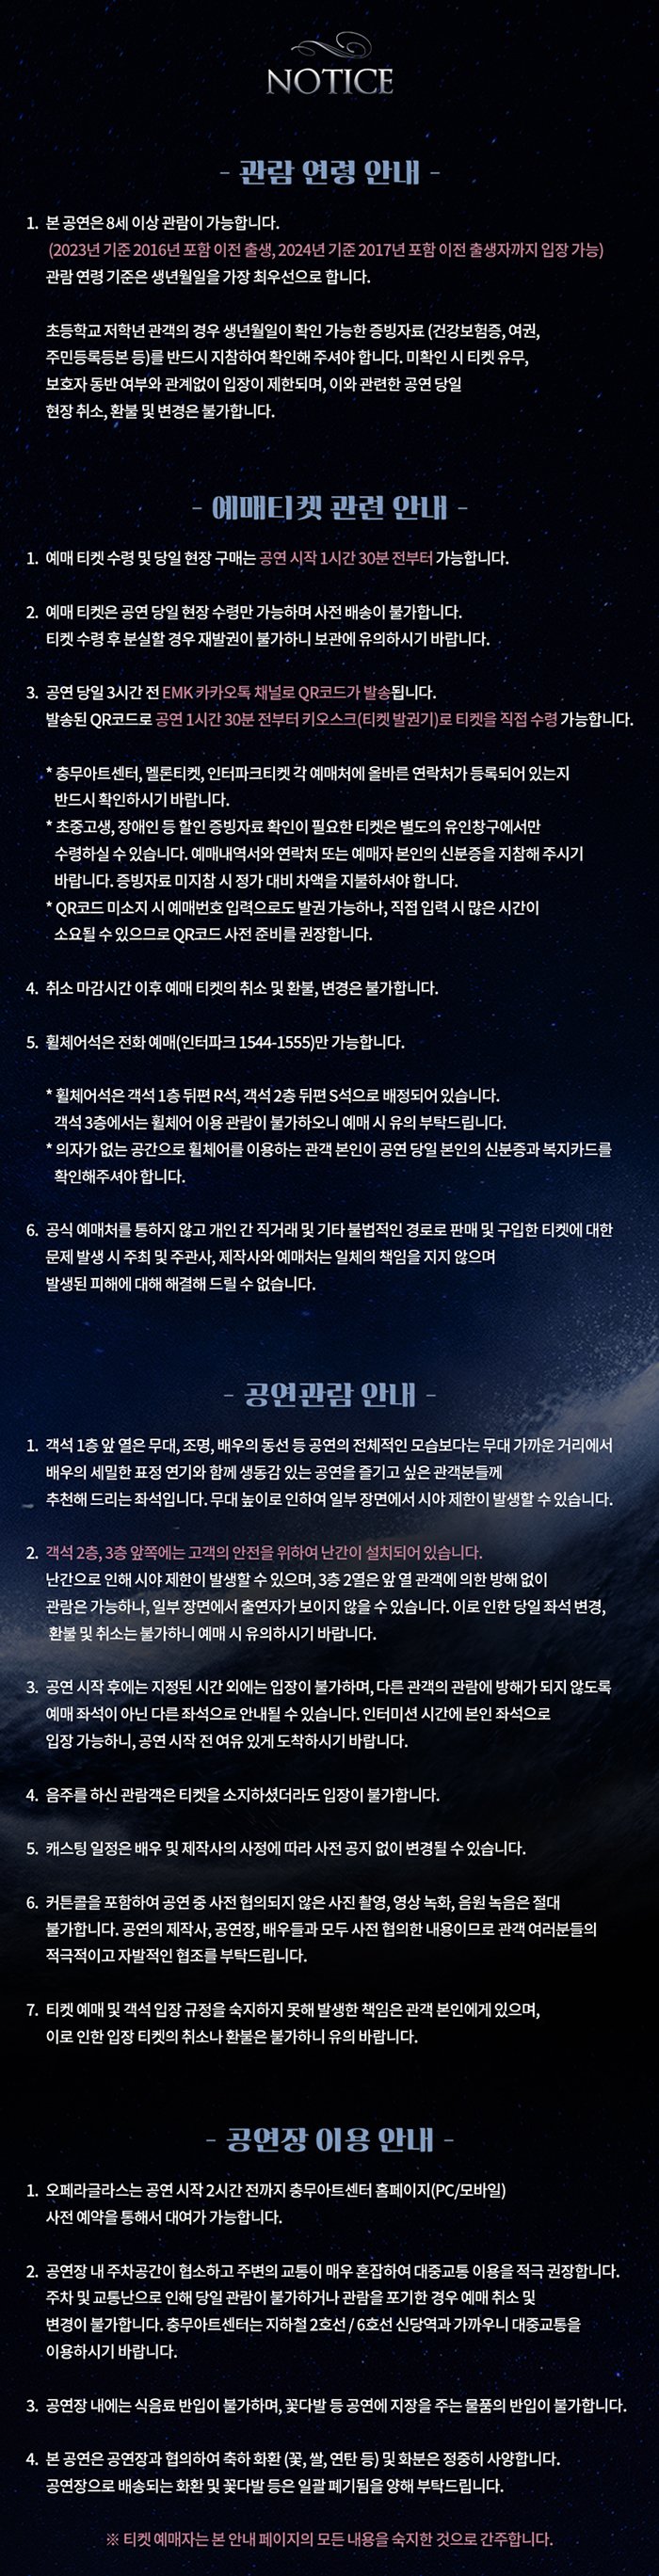 NOTICE
- 관람 연령 안내 -
1. 본 공연은 8세 이상 관람이 가능합니다.
(2023년 기준 2016년 포함 이전 출생, 2024년 기준 2017년 포함 이전 출생자까지 입장 가능)
관람 연령 기준은 생년월일을 가장 최우선으로 합니다.
초등학교 저학년 관객의 경우 생년월일이 확인 가능한 증빙자료 (건강보험증, 여권,
주민등록등본 등)를 반드시 지참하여 확인해 주셔야 합니다. 미확인 시 티켓 유무,
보호자 동반 여부와 관계없이 입장이 제한되며, 이와 관련한 공연 당일
현장 취소, 환불 및 변경은 불가합니다.
- 예매티켓 관련 안내 -
1. 예매 티켓 수령 및 당일 현장 구매는 공연 시작 1시간 30분 전부터 가능합니다.
2. 예매 티켓은 공연 당일 현장 수령만 가능하며 사전 배송이 불가합니다.
티켓 수령 후 분실할 경우 재발권이 불가하니 보관에 유의하시기 바랍니다.
3. 공연 당일 3시간 전 EMK 카카오톡 채널로 QR코드가 발송됩니다.
발송된 QR코드로 공연 1시간 30분 전부터 키오스크(티켓 발권기)로 티켓을 직접 수령 가능합니다.
* 충무아트센터, 멜론티켓, 인터파크티켓 각 예매처에 올바른 연락처가 등록되어 있는지
반드시 확인하시기 바랍니다.
* 초중고생, 장애인 등 할인 증빙자료 확인이 필요한 티켓은 별도의 유인창구에서만
수령하실 수 있습니다. 예매내역서와 연락처 또는 예매자 본인의 신분증을 지참해 주시기
바랍니다. 증빙자료 미지참 시 정가 대비 차액을 지불하셔야 합니다.
* QR코드 미소지 시 예매번호 입력으로도 발권 가능하나, 직접 입력 시 많은 시간이
소요될 수 있으므로 QR코드 사전 준비를 권장합니다.
4. 취소 마감시간 이후 예매 티켓의 취소 및 환불, 변경은 불가합니다.
5. 휠체어석은 전화 예매(인터파크 1544-1555)만 가능합니다.
* 휠체어석은 객석 1층 뒤편 R석, 객석 2층 뒤편 S석으로 배정되어 있습니다.
객석 3층에서는 휠체어 이용 관람이 불가하오니 예매 시 유의 부탁드립니다.
* 의자가 없는 공간으로 휠체어를 이용하는 관객 본인이 공연 당일 본인의 신분증과 복지카드를
확인해주셔야 합니다.
6. 공식 예매처를 통하지 않고 개인 간 직거래 및 기타 불법적인 경로로 판매 및 구입한 티켓에 대한
문제 발생 시 주최 및 주관사, 제작사와 예매처는 일체의 책임을 지지 않으며
발생된 피해에 대해 해결해 드릴 수 없습니다.
- 공연관람 안내 -
1. 객석 1층 앞 열은 무대, 조명, 배우의 동선 등 공연의 전체적인 모습보다는 무대 가까운 거리에서
배우의 세밀한 표정 연기와 함께 생동감 있는 공연을 즐기고 싶은 관객분들께
추천해 드리는 좌석입니다. 무대 높이로 인하여 일부 장면에서 시야 제한이 발생할 수 있습니다.
2. 객석 2층, 3층 앞쪽에는 고객의 안전을 위하여 난간이 설치되어 있습니다.
난간으로 인해 시야 제한이 발생할 수 있으며, 3층 2열은 앞 열 관객에 의한 방해 없이
관람은 가능하나, 일부 장면에서 출연자가 보이지 않을 수 있습니다. 이로 인한 당일 좌석 변경,
환불 및 취소는 불가하니 예매 시 유의하시기 바랍니다.
3. 공연 시작 후에는 지정된 시간 외에는 입장이 불가하며, 다른 관객의 관람에 방해가 되지 않도록
예매 좌석이 아닌 다른 좌석으로 안내될 수 있습니다. 인터미션 시간에 본인 좌석으로
입장 가능하니, 공연 시작 전 여유 있게 도착하시기 바랍니다.
4. 음주를 하신 관람객은 티켓을 소지하셨더라도 입장이 불가합니다.
5. 캐스팅 일정은 배우 및 제작사의 사정에 따라 사전 공지 없이 변경될 수 있습니다.
6. 커튼콜을 포함하여 공연 중 사전 협의되지 않은 사진 촬영, 영상 녹화, 음원 녹음은 절대
불가합니다. 공연의 제작사, 공연장, 배우들과 모두 사전 협의한 내용이므로 관객 여러분들의
적극적이고 자발적인 협조를 부탁드립니다.
7. 티켓 예매 및 객석 입장 규정을 숙지하지 못해 발생한 책임은 관객 본인에게 있으며,
이로 인한 입장 티켓의 취소나 환불은 불가하니 유의 바랍니다.
- 공연장 이용 안내 -
1. 오페라글라스는 공연 시작 2시간 전까지 충무아트센터 홈페이지(PC/모바일)
사전 예약을 통해서 대여가 가능합니다.
2. 공연장 내 주차공간이 협소하고 주변의 교통이 매우 혼잡하여 대중교통 이용을 적극 권장합니다.
주차 및 교통난으로 인해 당일 관람이 불가하거나 관람을 포기한 경우 예매 취소 및
변경이 불가합니다. 충무아트센터는 지하철 2호선 / 6호선 신당역과 가까우니 대중교통을
이용하시기 바랍니다.
3. 공연장 내에는 식음료 반입이 불가하며, 꽃다발 등 공연에 지장을 주는 물품의 반입이 불가합니다.
4. 본 공연은 공연장과 협의하여 축하 화환 (꽃, 쌀, 연탄 등) 및 화분은 정중히 사양합니다.
공연장으로 배송되는 화환 및 꽃다발 등은 일괄 폐기됨을 양해 부탁드립니다.
※ 티켓 예매자는 본 안내 페이지의 모든 내용을 숙지한 것으로 간주합니다.